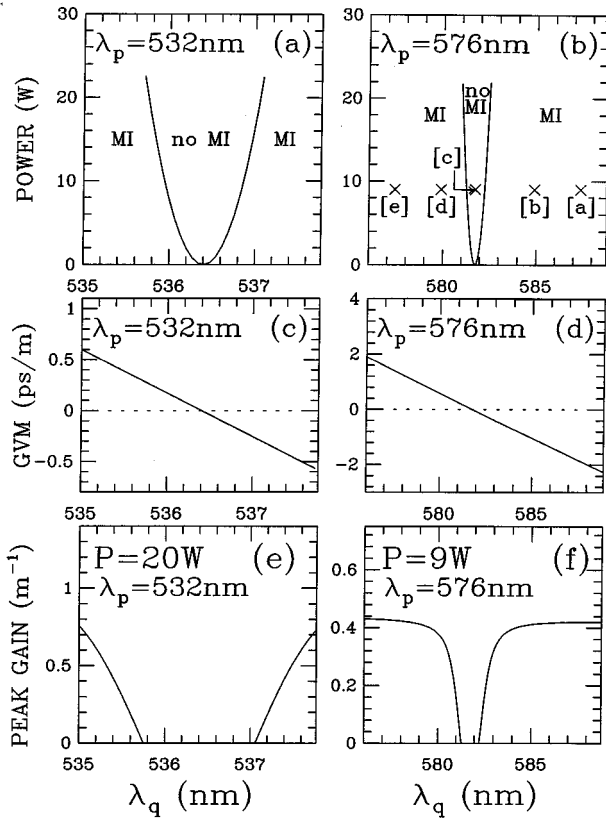 λp=532nm (a)
30
20
10
0
POWER (W)
MI no MI MI
535 536 537
λp=576nm (b)
30
20
10
0
no
MI
MI MI
[c]
[e] [d] [b] [a]
580 585
λp=532nm (c)
1
0.5
0
−0.5
GVM (ps/m)
535 536 537
λp=576nm (d)
4
2
0
−2
580 585
P=20W (e)
λp=532nm
1
0.5
0
PEAK GAIN (m−1)
535 536 537
λq (nm)
P=9W (f)
λp=576nm
0.6
0.4
0.2
0
580 585
λq (nm)